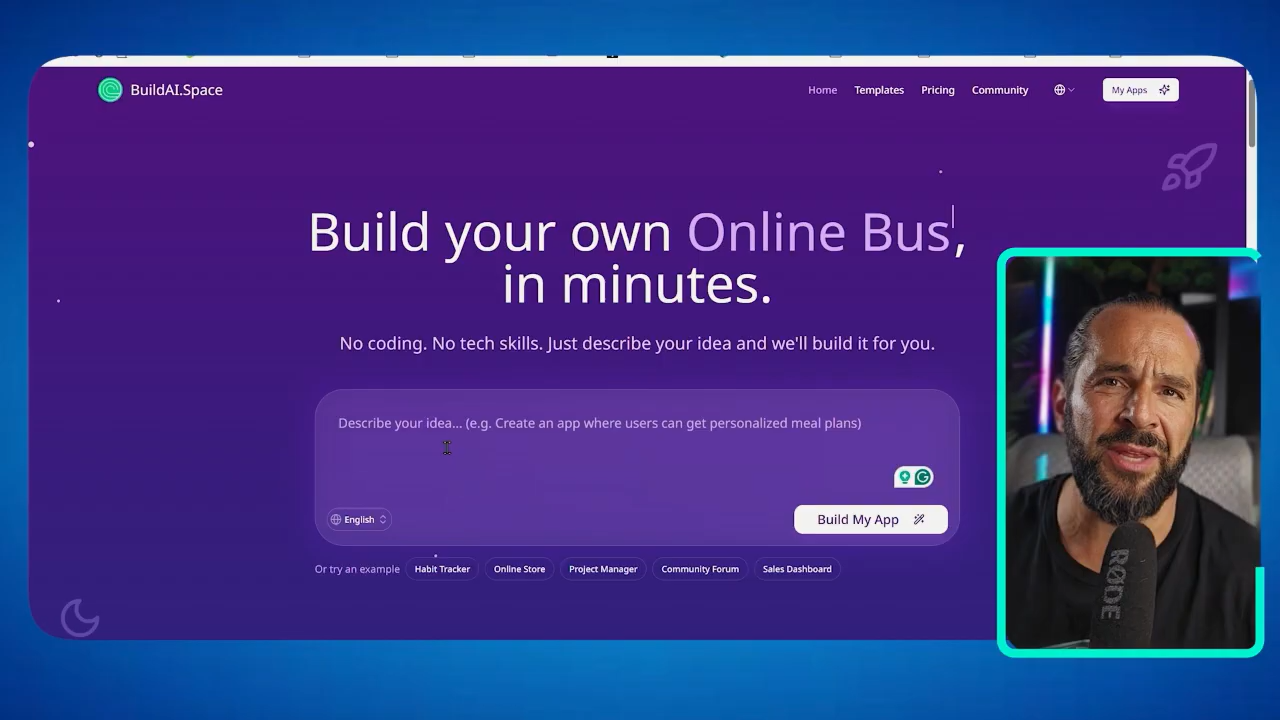 BuildAI.Space
Home Templates Pricing Community My Apps
Build your own Online Bus,
in minutes.
No coding. No tech skills. Just describe your idea and we'll build it for you.
Describe your idea... (e.g. Create an app where users can get personalized meal plans)
English
Build My App
Or try an example Habit Tracker Online Store Project Manager Community Forum Sales Dashboard
RØDE